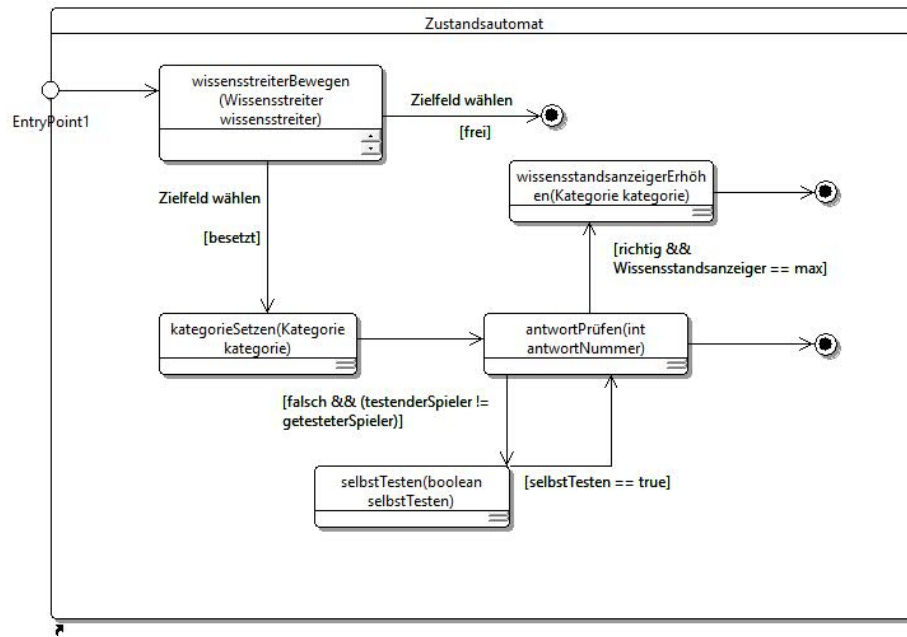 Zustandsautomat
EntryPoint1
wissensstreiterBewegen
(Wissensstreiter
wissensstreiter)
Zielfeld wählen
[frei]
Zielfeld wählen
[besetzt]
wissensstandsanzeigerErhöh
en(Kategorie kategorie)
[richtig &&
Wissensstandsanzeiger == max]
kategorieSetzen(Kategorie
kategorie)
antwortPrüfen(int
antwortNummer)
[falsch && (testenderSpieler !=
getesteterSpieler)]
selbstTesten(boolean
selbstTesten)
[selbstTesten == true]